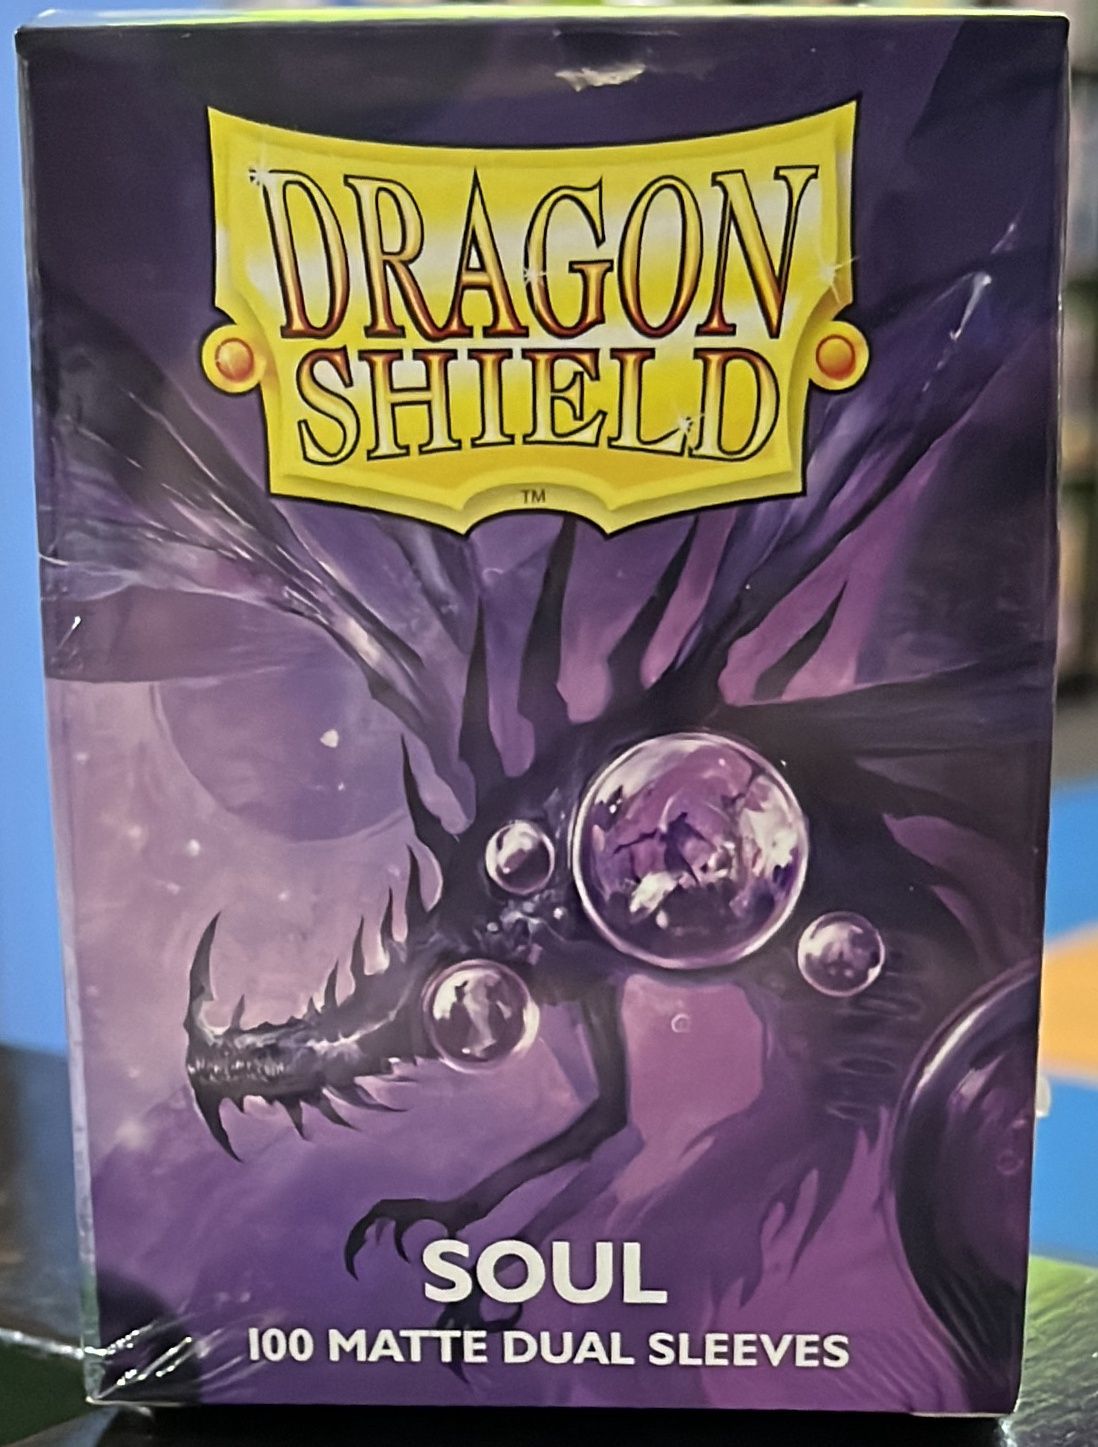 DRAGON
SHIELD
™
SOUL
100 MATTE DUAL SLEEVES